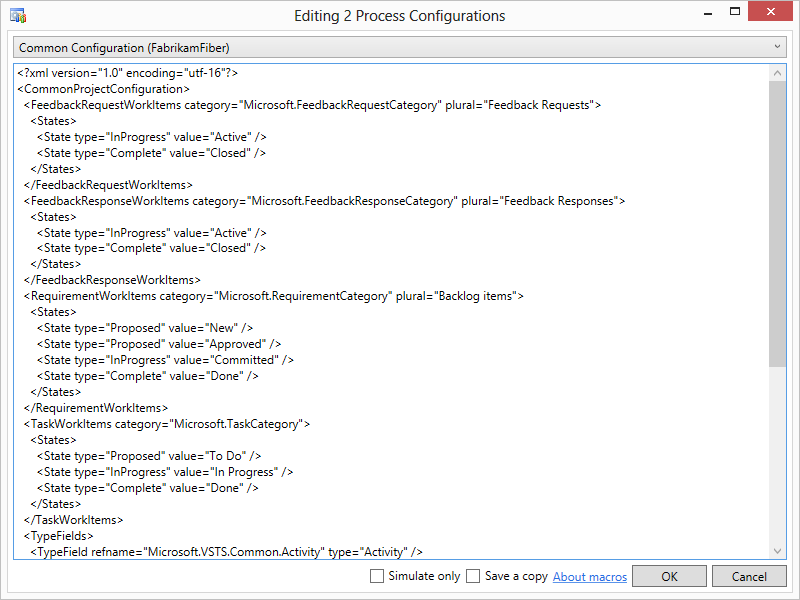 Editing 2 Process Configurations
Common Configuration (FabrikamFiber)
<?xml version="1.0" encoding="utf-16"?>
<CommonProjectConfiguration>
<FeedbackRequestWorkItems category="Microsoft.FeedbackRequestCategory" plural="Feedback Requests">
<States>
<State type="InProgress" value="Active" />
<State type="Complete" value="Closed" />
</States>
</FeedbackRequestWorkItems>
<FeedbackResponseWorkItems category="Microsoft.FeedbackResponseCategory" plural="Feedback Responses">
<States>
<State type="InProgress" value="Active" />
<State type="Complete" value="Closed" />
</States>
</FeedbackResponseWorkItems>
<RequirementWorkItems category="Microsoft.RequirementCategory" plural="Backlog items">
<States>
<State type="Proposed" value="New" />
<State type="Proposed" value="Approved" />
<State type="InProgress" value="Committed" />
<State type="Complete" value="Done" />
</States>
</RequirementWorkItems>
<TaskWorkItems category="Microsoft.TaskCategory">
<States>
<State type="Proposed" value="To Do" />
<State type="InProgress" value="In Progress" />
<State type="Complete" value="Done" />
</States>
</TaskWorkItems>
<TypeFields>
<TypeField refname="Microsoft.VSTS.Common.Activity" type="Activity" />
Simulate only Save a copy About macros OK Cancel